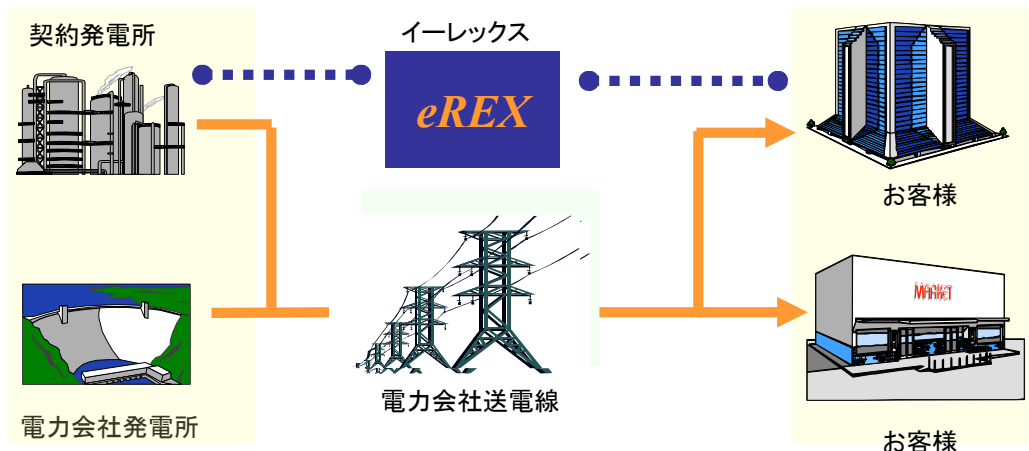 契約発電所
イーレックス
eREX
お客様
MARKET
電力会社発電所
電力会社送電線
お客様